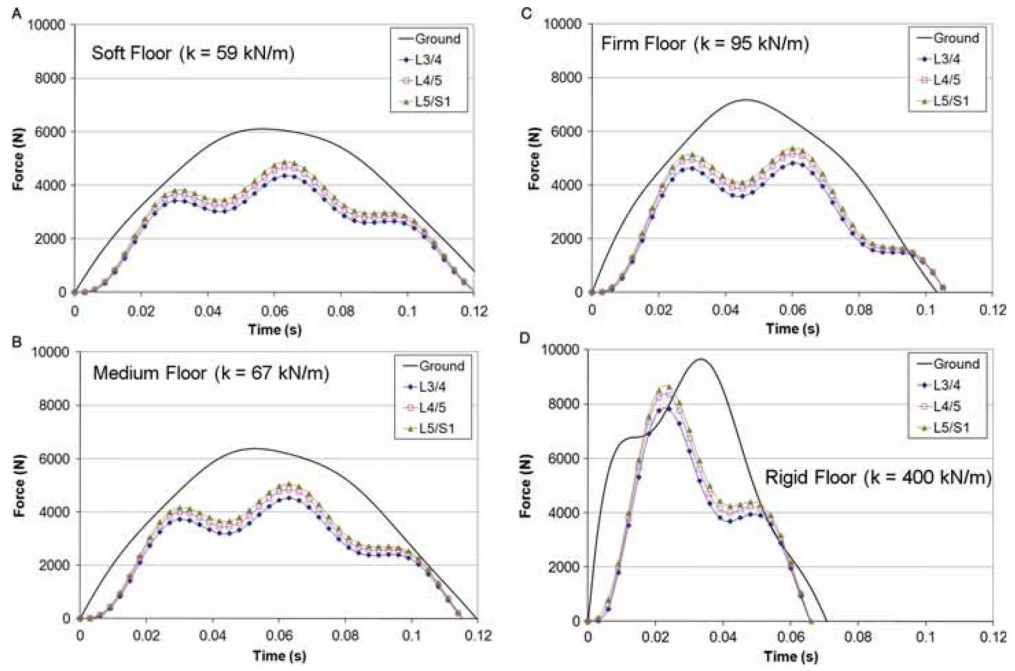 A
Soft Floor (k = 59 kN/m)
Ground
L3/4
L4/5
L5/S1
Force (N)
10000
8000
6000
4000
2000
0
0 0.02 0.04 0.06 0.08 0.1 0.12
Time (s)
B
Medium Floor (k = 67 kN/m)
Ground
L3/4
L4/5
L5/S1
Force (N)
10000
8000
6000
4000
2000
0
0 0.02 0.04 0.06 0.08 0.1 0.12
Time (s)
C
Firm Floor (k = 95 kN/m)
Ground
L3/4
L4/5
L5/S1
Force (N)
10000
8000
6000
4000
2000
0
0 0.02 0.04 0.06 0.08 0.1 0.12
Time (s)
D
Rigid Floor (k = 400 kN/m)
Ground
L3/4
L4/5
L5/S1
Force (N)
10000
8000
6000
4000
2000
0
0 0.02 0.04 0.06 0.08 0.1 0.12
Time (s)